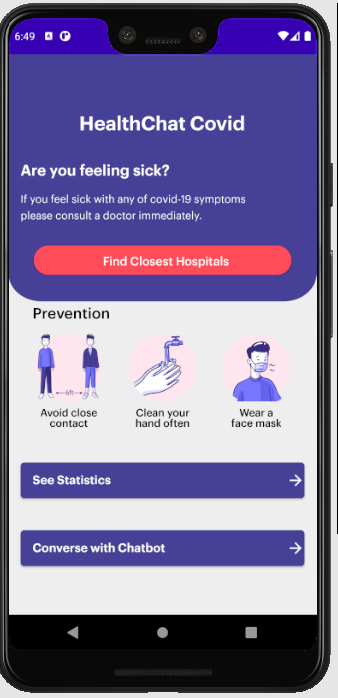 6:49
HealthChat Covid
Are you feeling sick?
If you feel sick with any of covid-19 symptoms
please consult a doctor immediately.
Find Closest Hospitals
Prevention
6ft
Avoid close
contact
Clean your
hand often
Wear a
face mask
See Statistics
Converse with Chatbot